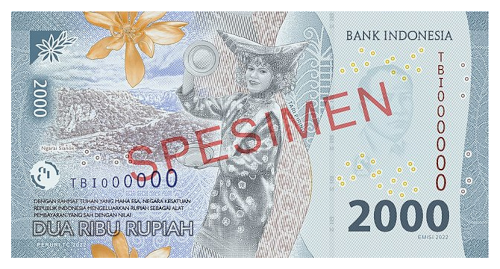 BANK INDONESIA
2000
Ngarai Sianok
SPESIMEN
TBI000000
TBI000000
DENGAN RAHMAT TUHAN YANG MAHA ESA, NEGARA KESATUAN
REPUBLIK INDONESIA MENGELUARKAN RUPIAH SEBAGAI ALAT
PEMBAYARAN YANG SAH DENGAN NILAI
DUA RIBU RUPIAH
PERURI TC 2022
2000
EMISI 2022